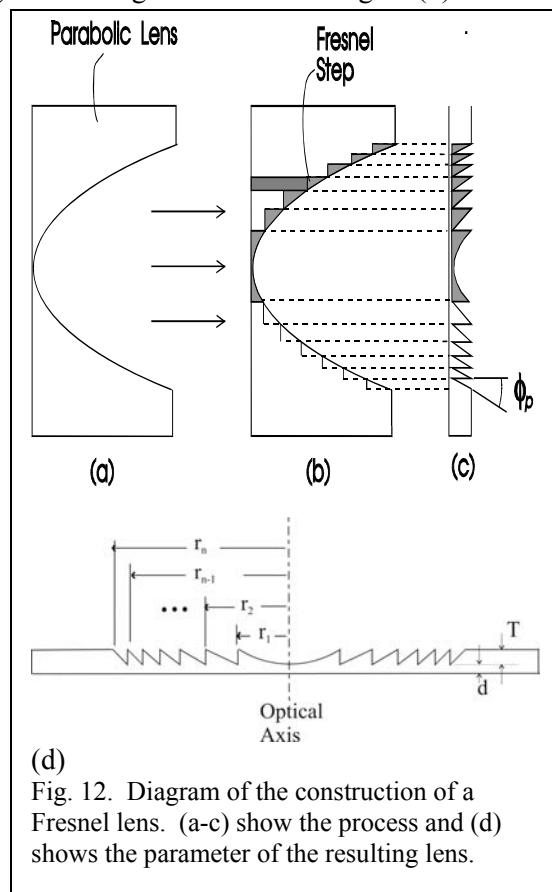 Parabolic Lens
Fresnel
Step
(a)
(b)
(c)
ϕp
rn
rn-1
•••
r2
r1
T
d
Optical
Axis
(d)
Fig. 12. Diagram of the construction of a
Fresnel lens. (a-c) show the process and (d)
shows the parameter of the resulting lens.